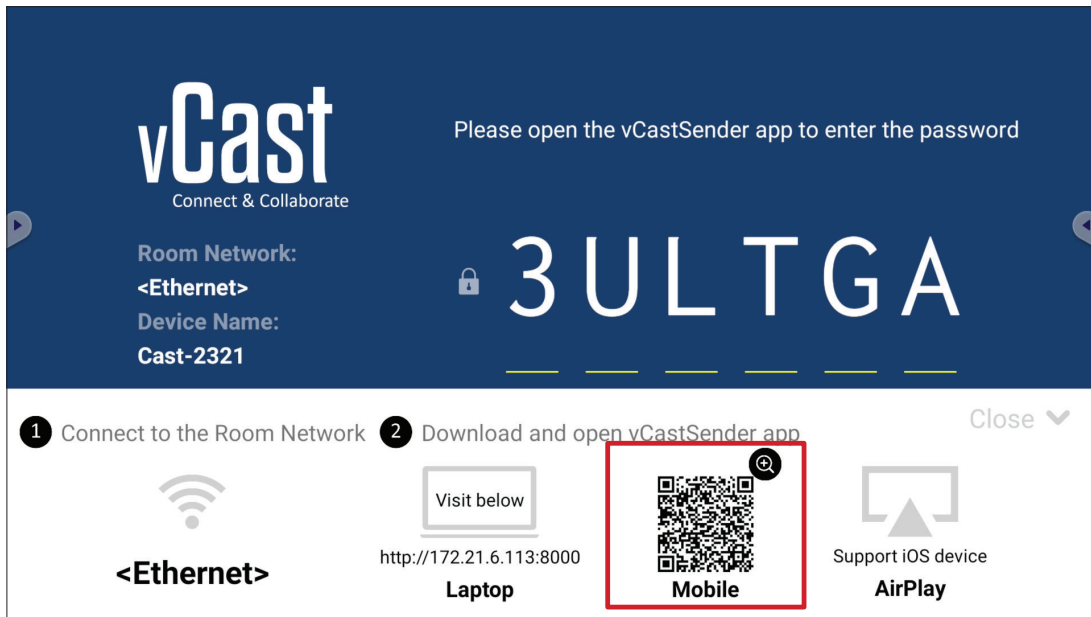 vCast
Connect & Collaborate
Please open the vCastSender app to enter the password
Room Network:
<Ethernet>
Device Name:
Cast-2321
3ULTGA
1 Connect to the Room Network
2 Download and open vCastSender app
Close
<Ethernet>
Visit below
http://172.21.6.113:8000
Laptop
Mobile
Support iOS device
AirPlay